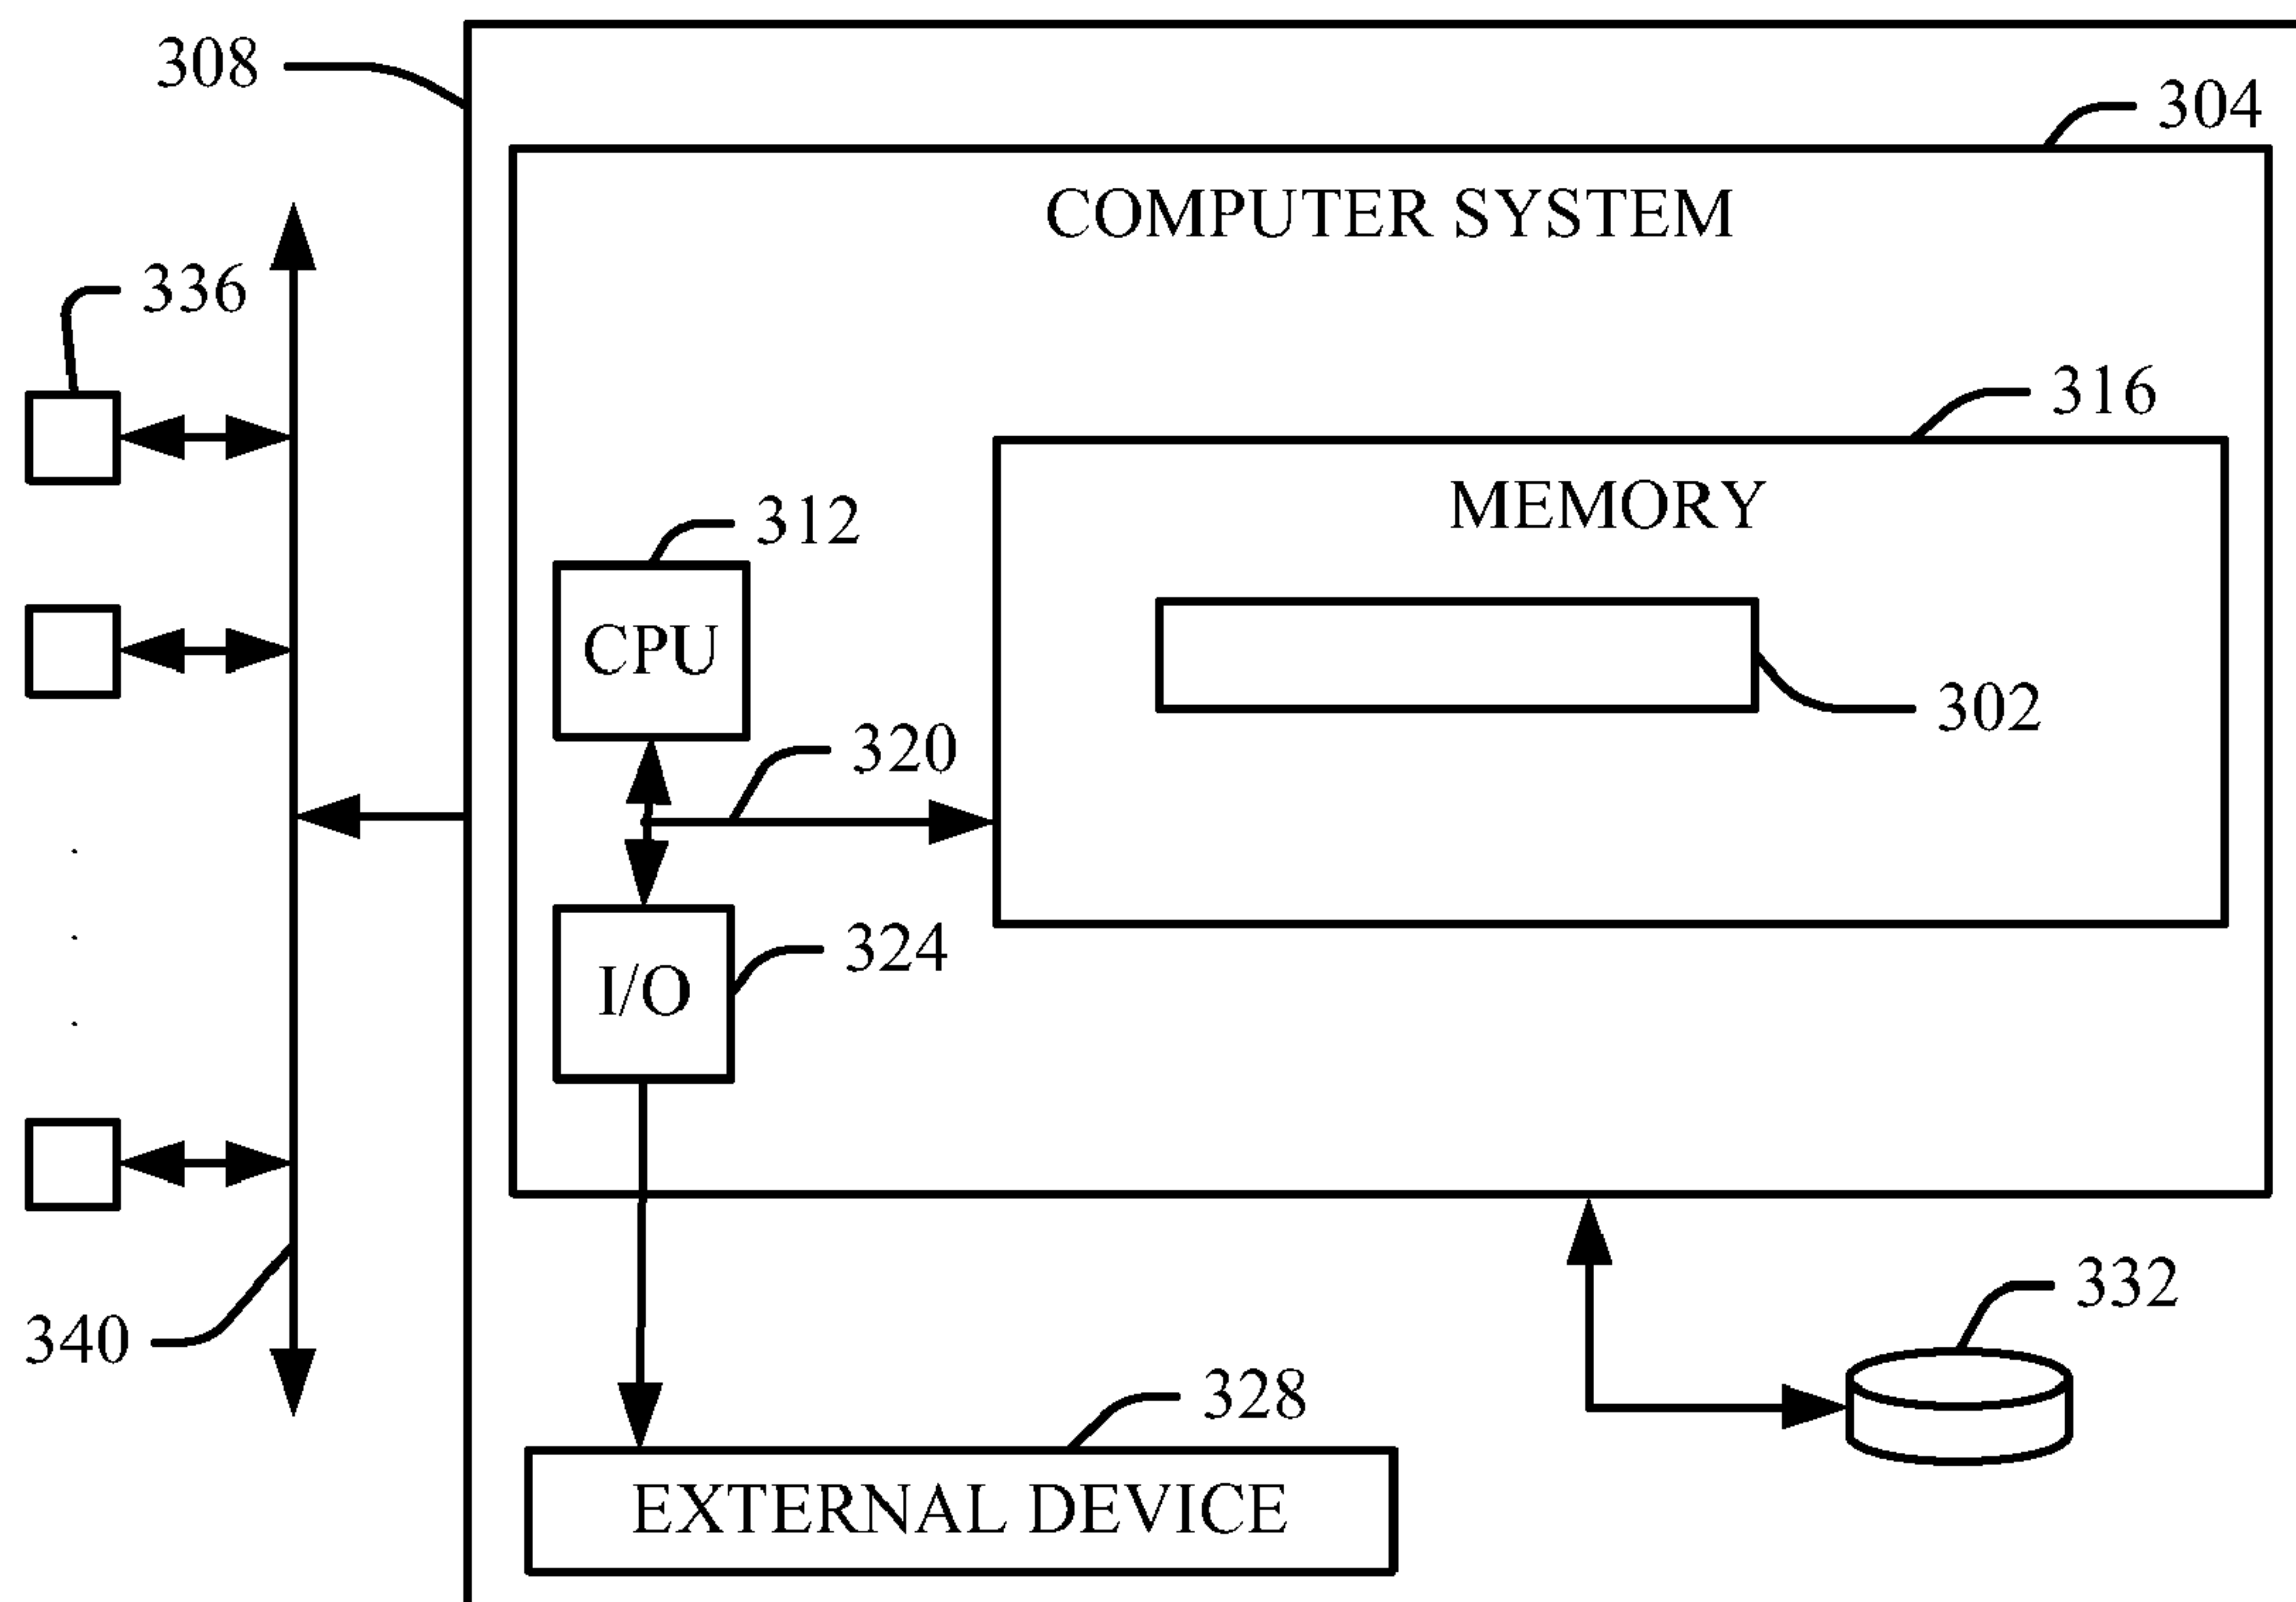 308
304
COMPUTER SYSTEM
336
316
MEMORY
312
CPU
302
320
324
I/O
332
340
328
EXTERNAL DEVICE